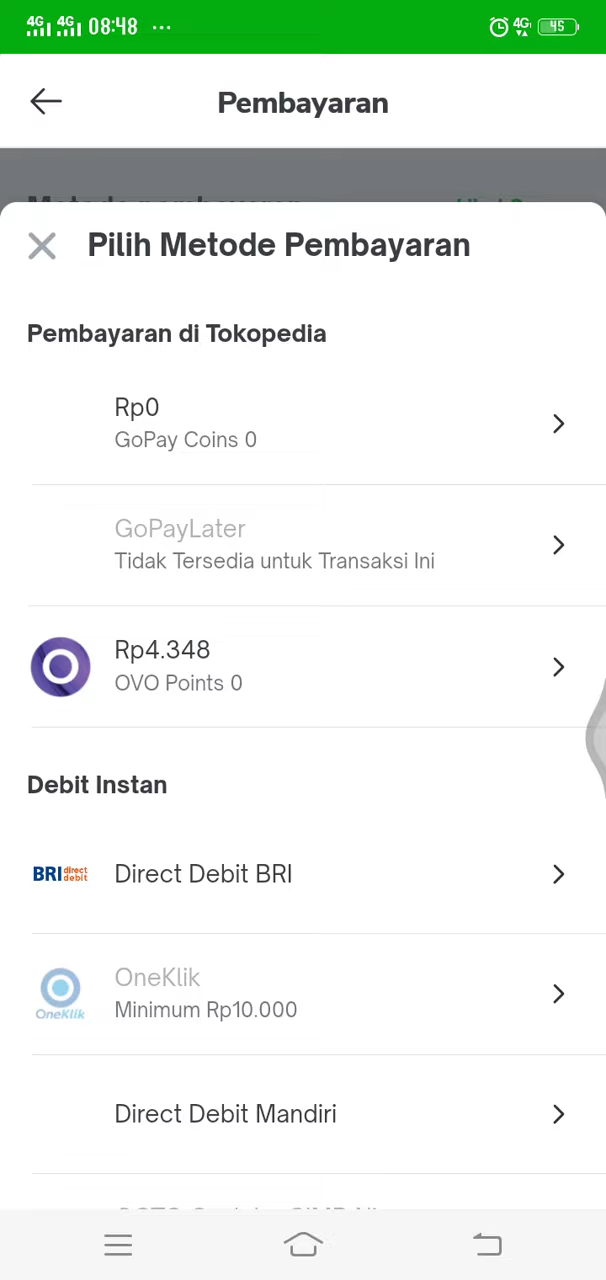 4G 4G 08:48 ... 4G 45
Pembayaran
Pilih Metode Pembayaran
Pembayaran di Tokopedia
Rp0
GoPay Coins 0
GoPayLater
Tidak Tersedia untuk Transaksi Ini
Rp4.348
OVO Points 0
Debit Instan
BRI direct debit
Direct Debit BRI
OneKlik
OneKlik
Minimum Rp10.000
Direct Debit Mandiri